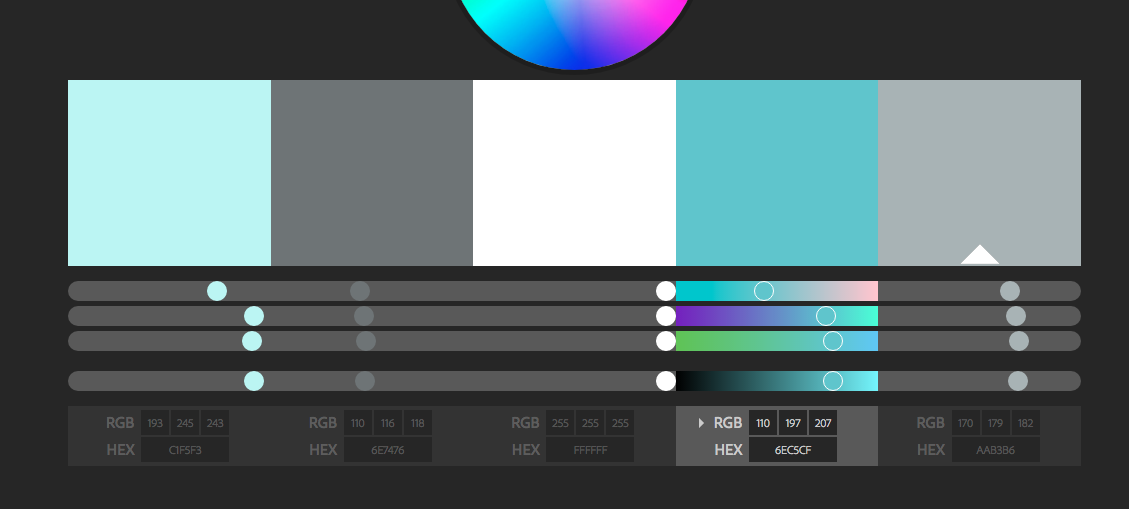 RGB 193 245 243 RGB 110 116 118 RGB 255 255 255 RGB 110 197 207 RGB 170 179 182
HEX C1F5F3 HEX 6E7476 HEX FFFFFF HEX 6EC5CF HEX AAB3B6